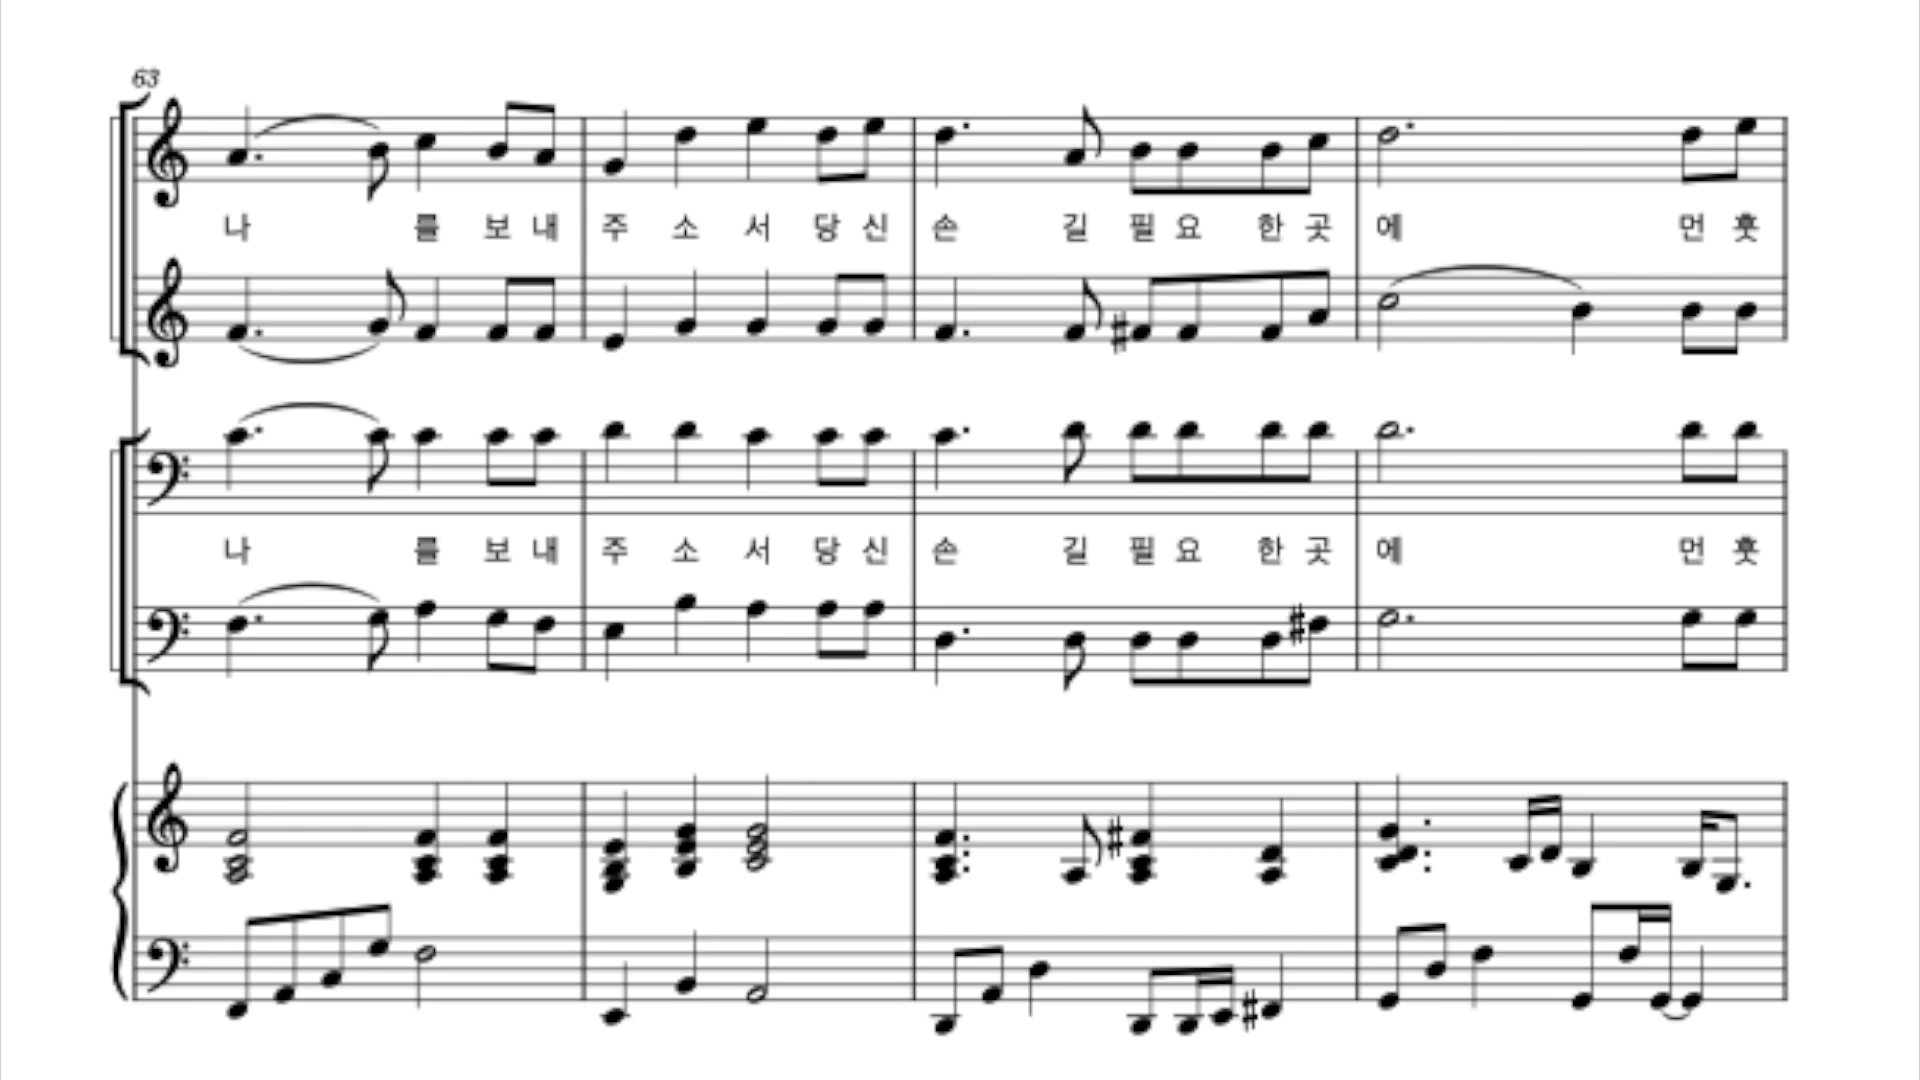 63
나 를 보 내 주 소 서 당 신 손 길 필 요 한 곳 에 먼 훗
나 를 보 내 주 소 서 당 신 손 길 필 요 한 곳 에 먼 훗